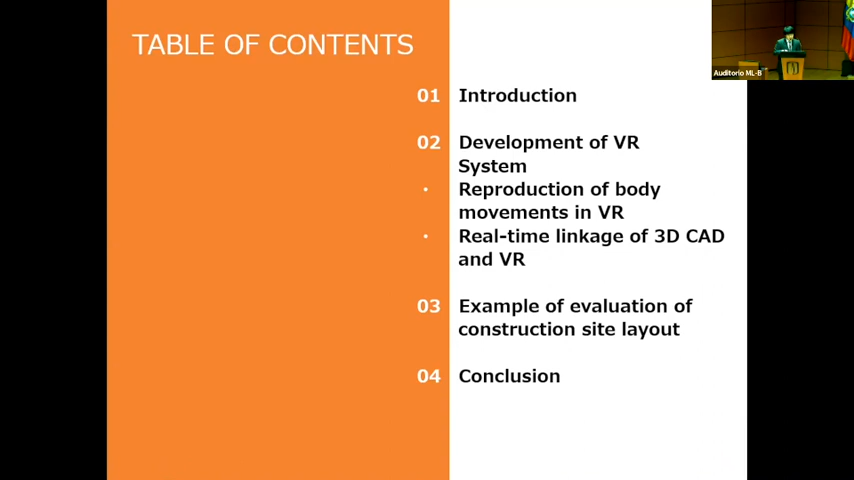 TABLE OF CONTENTS
01 Introduction
02 Development of VR
System
· Reproduction of body
movements in VR
· Real-time linkage of 3D CAD
and VR
03 Example of evaluation of
construction site layout
04 Conclusion
Auditorio ML-B